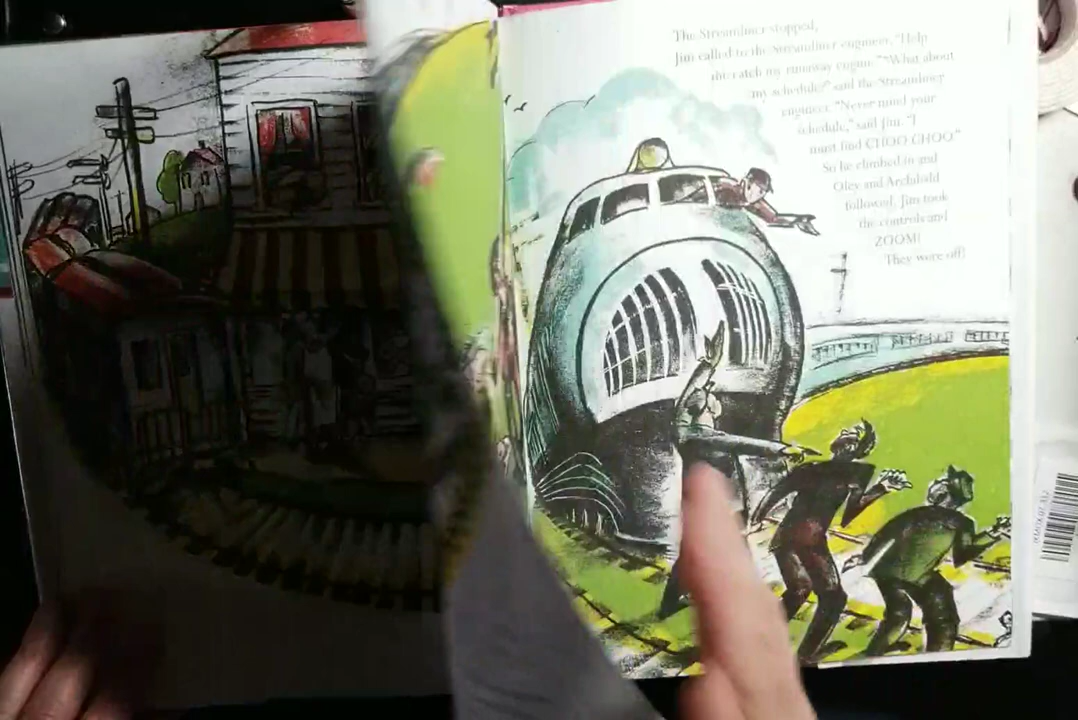 The Streamliner stopped,
Jim called to the Streamliner engineer, "Help
me catch my runaway engine." "What about
my schedule?" said the Streamliner
engineer. "Never mind your
schedule," said Jim. "I
must find CHOO CHOO"
So he climbed in and
Oley and Archibald
followed. Jim took
the controls and
ZOOM!
They were off!